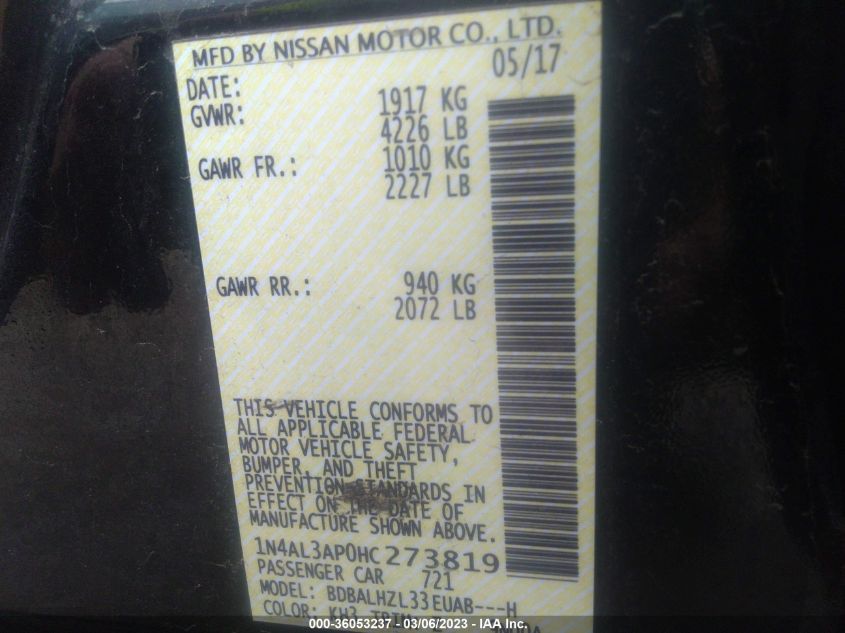 MFD BY NISSAN MOTOR CO., LTD.
DATE: 05/17
GVWR: 1917 KG
4226 LB
GAWR FR.: 1010 KG
2227 LB
GAWR RR.: 940 KG
2072 LB
THIS VEHICLE CONFORMS TO
ALL APPLICABLE FEDERAL
MOTOR VEHICLE SAFETY,
BUMPER, AND THEFT
PREVENTION STANDARDS IN
EFFECT ON THE DATE OF
MANUFACTURE SHOWN ABOVE.
1N4AL3AP0HC273819
PASSENGER CAR 721
MODEL: BDBALHZL33EUAB---H
COLOR: KH3
000-36053237 - 03/06/2023 - IAA Inc.